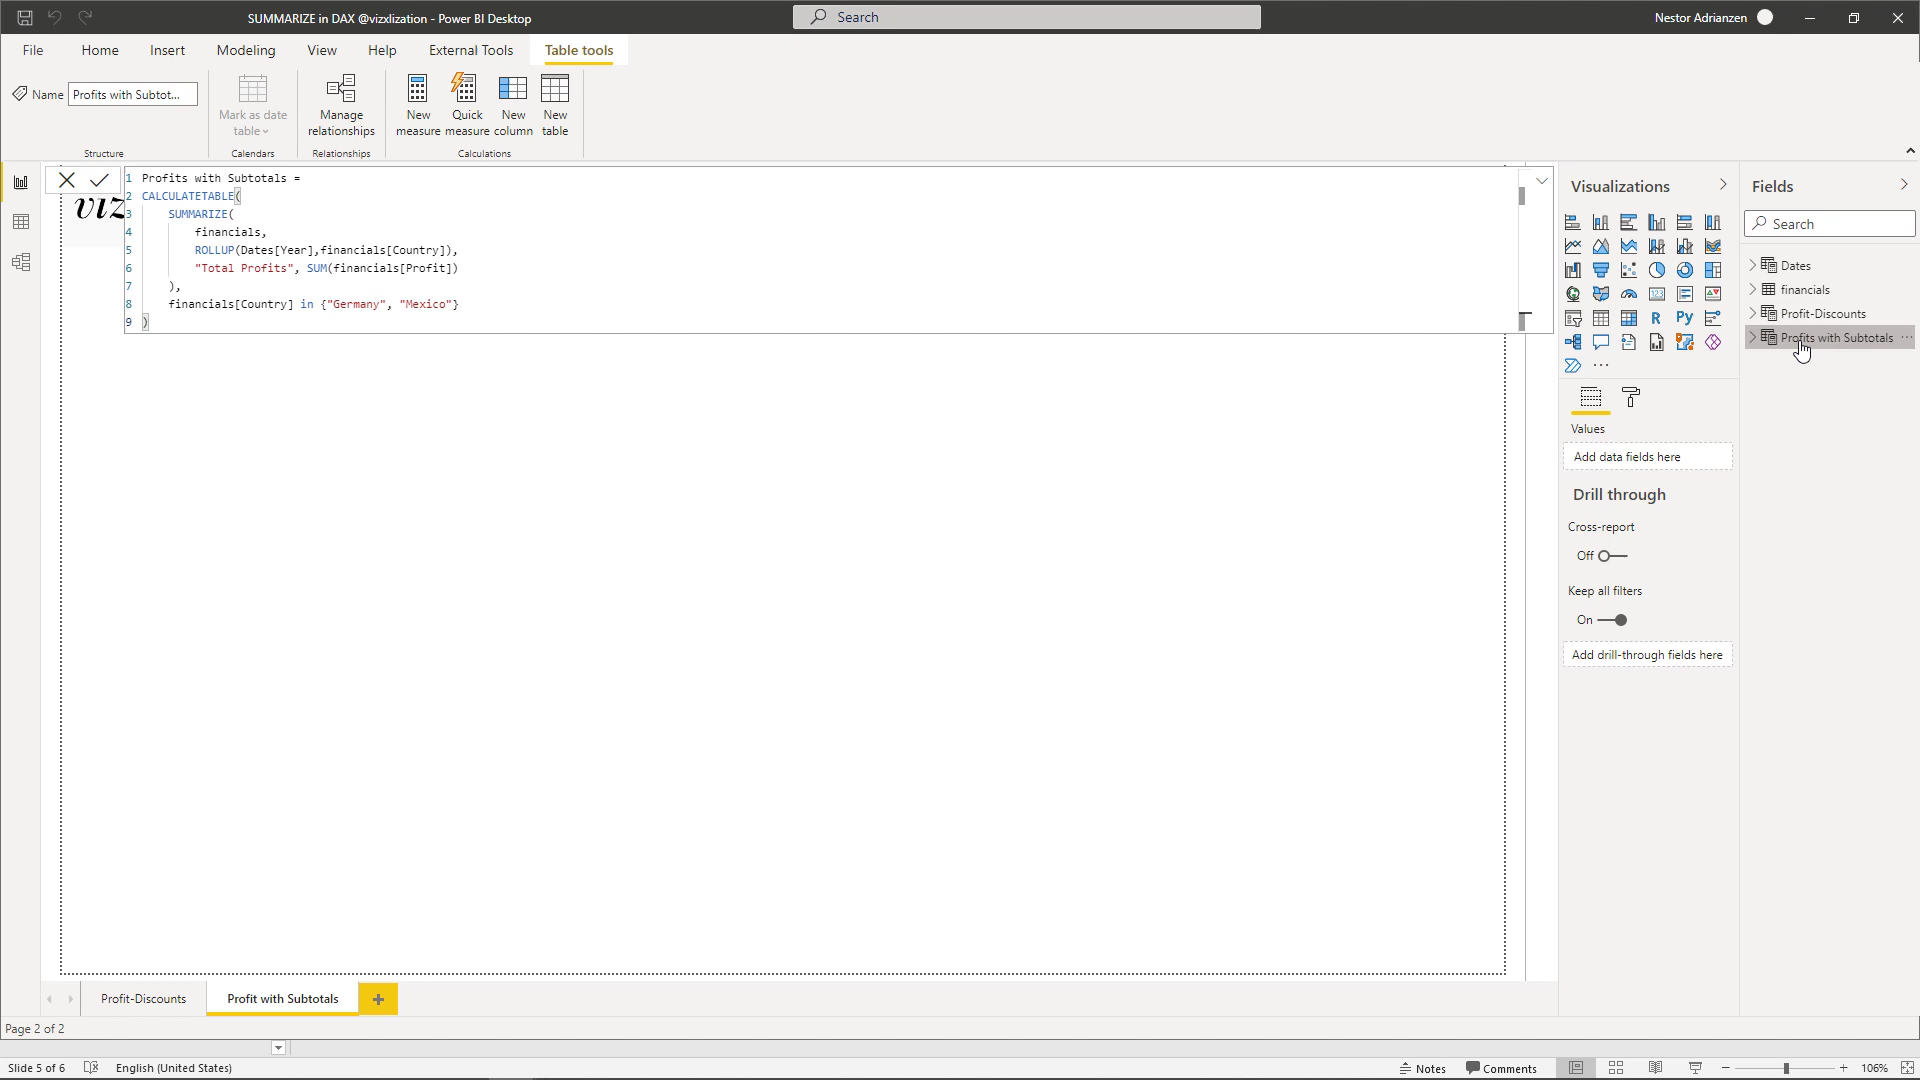 SUMMARIZE in DAX @vizxlization - Power BI Desktop
Search
Nestor Adrianzen
File
Home
Insert
Modeling
View
Help
External Tools
Table tools
Name
Profits with Subtot...
Mark as date
table
Manage
relationships
New
measure
Quick
measure
New
column
New
table
Structure
Calendars
Relationships
Calculations
viz
1 Profits with Subtotals =
2 CALCULATETABLE(
3 SUMMARIZE(
4 financials,
5 ROLLUP(Dates[Year],financials[Country]),
6 "Total Profits", SUM(financials[Profit])
7 ),
8 financials[Country] in {"Germany", "Mexico"}
9 )
Visualizations
R
Py
123
...
Values
Add data fields here
Drill through
Cross-report
Off
Keep all filters
On
Add drill-through fields here
Fields
Search
Dates
financials
Profit-Discounts
Profits with Subtotals ...
Profit-Discounts
Profit with Subtotals
+
Page 2 of 2
Slide 5 of 6
English (United States)
Notes
Comments
106%